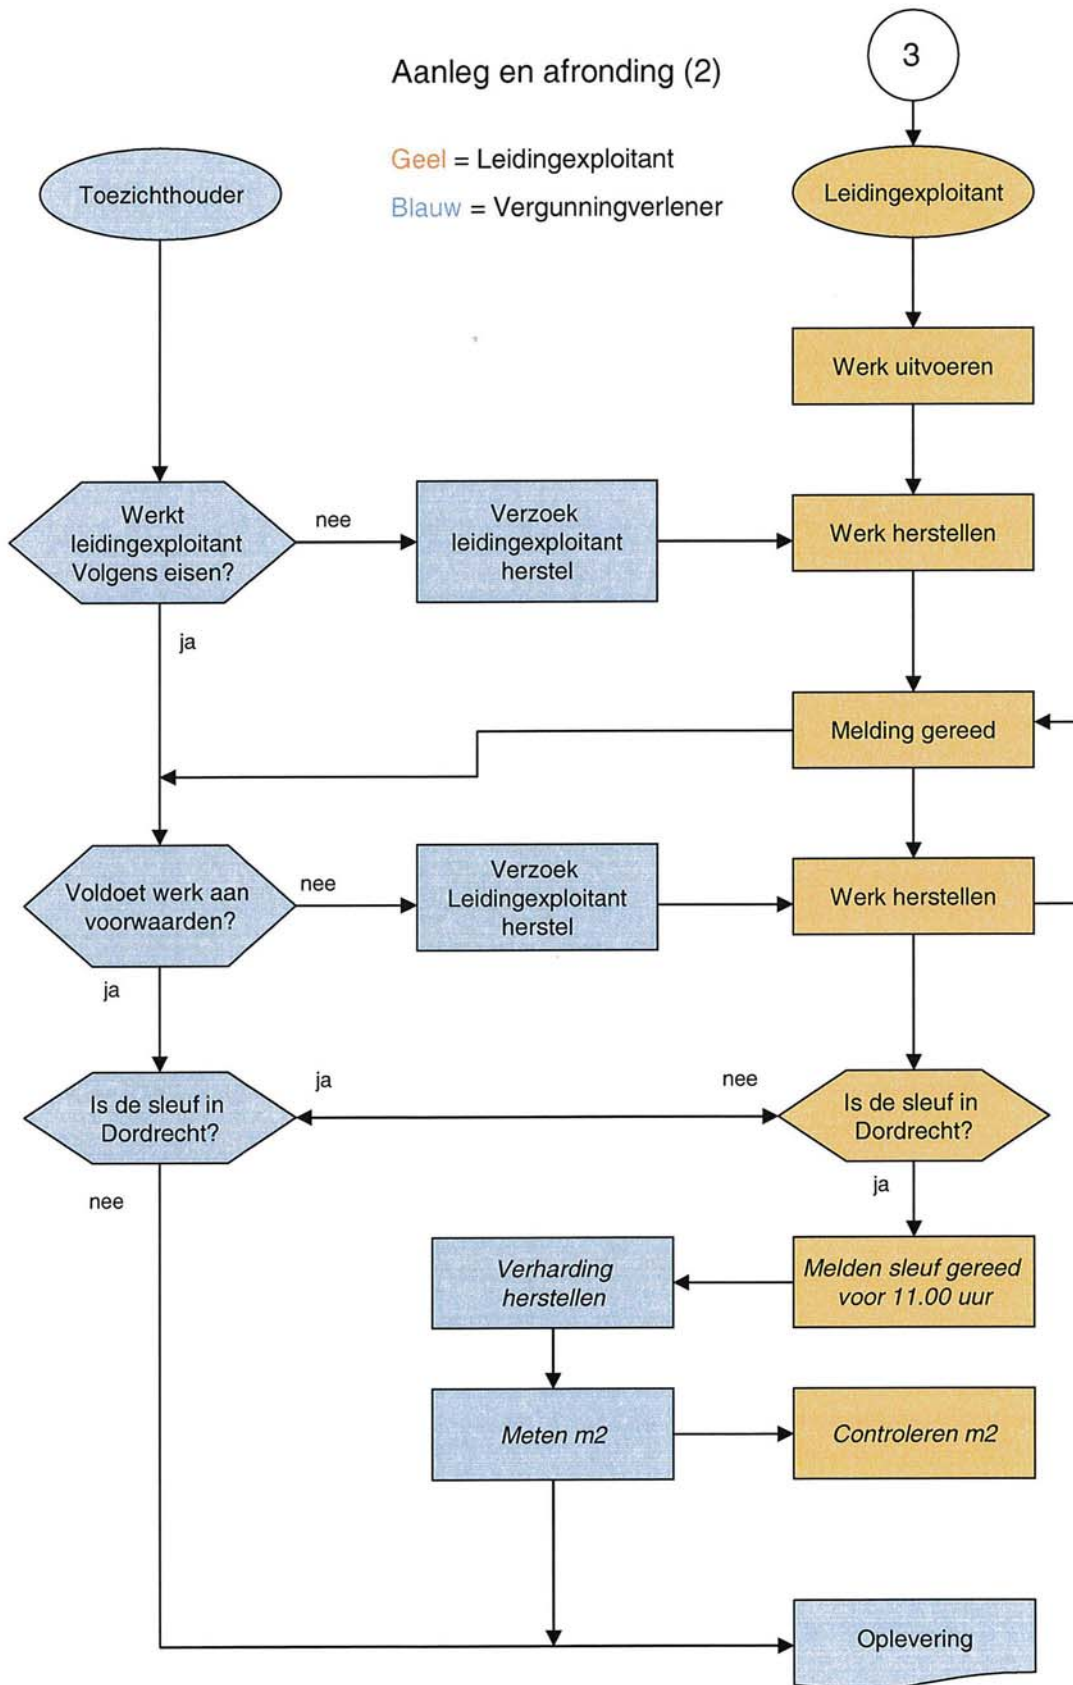 3
Aanleg en afronding (2)
Geel = Leidingexploitant
Blauw = Vergunningverlener
Toezichthouder
Leidingexploitant
Werk uitvoeren
Werkt
leidingexploitant
Volgens eisen?
nee
Verzoek
leidingexploitant
herstel
Werk herstellen
ja
Melding gereed
Voldoet werk aan
voorwaarden?
nee
Verzoek
Leidingexploitant
herstel
Werk herstellen
ja
Is de sleuf in
Dordrecht?
ja
nee
Is de sleuf in
Dordrecht?
nee
ja
Verharding
herstellen
Melden sleuf gereed
voor 11.00 uur
Meten m2
Controleren m2
Oplevering